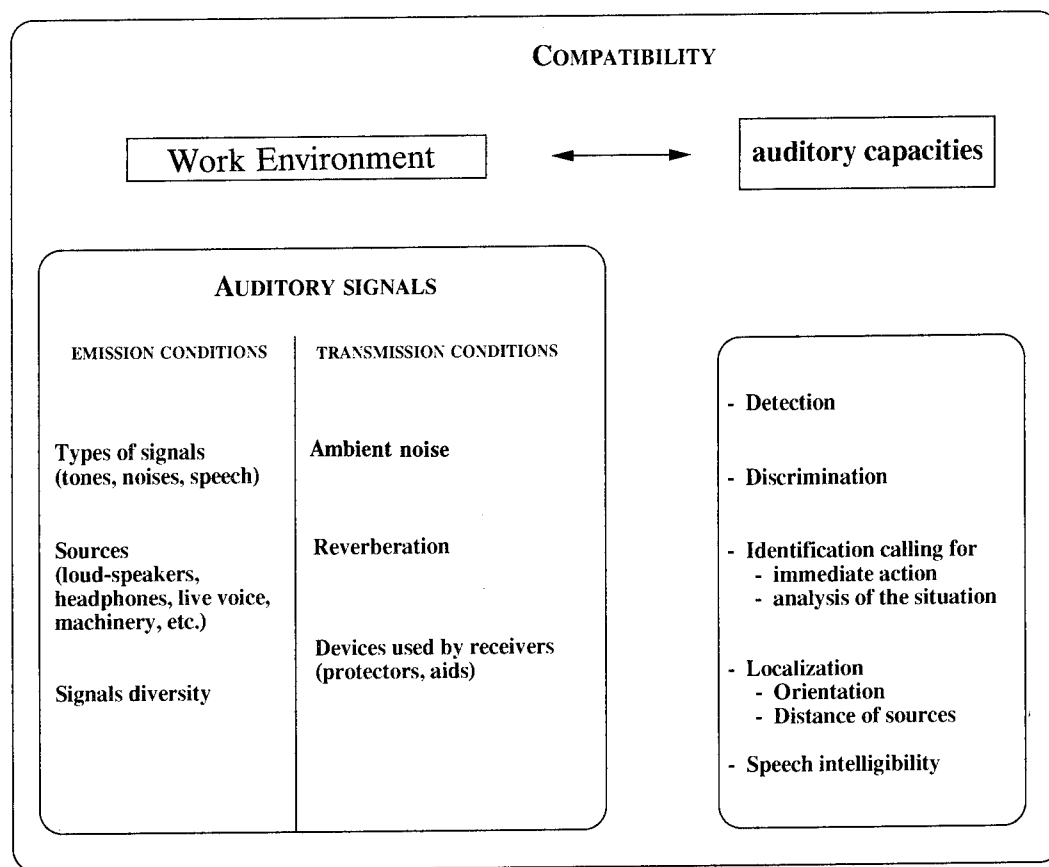 COMPATIBILITY
Work Environment
auditory capacities
AUDITORY SIGNALS
EMISSION CONDITIONS
Types of signals
(tones, noises, speech)
Sources
(loud-speakers,
headphones, live voice,
machinery, etc.)
Signals diversity
TRANSMISSION CONDITIONS
Ambient noise
Reverberation
Devices used by receivers
(protectors, aids)
- Detection
- Discrimination
- Identification calling for
- immediate action
- analysis of the situation
- Localization
- Orientation
- Distance of sources
- Speech intelligibility